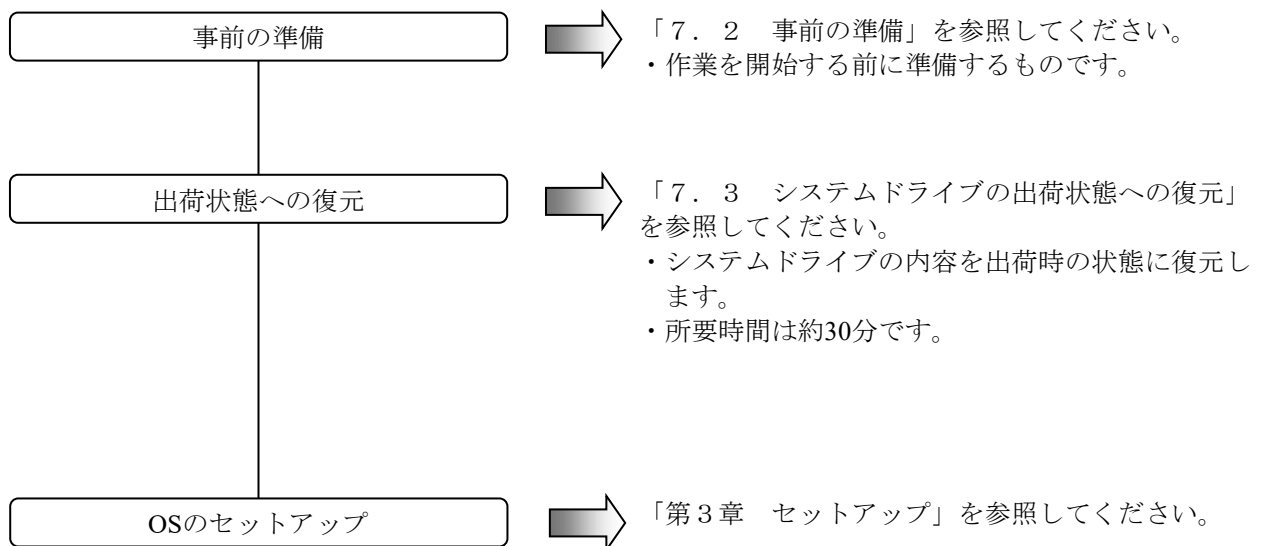 事前の準備
「７．２　事前の準備」を参照してください。
・作業を開始する前に準備するものです。
出荷状態への復元
「７．３　システムドライブの出荷状態への復元」
を参照してください。
・システムドライブの内容を出荷時の状態に復元し
ます。
・所要時間は約30分です。
OSのセットアップ
「第３章　セットアップ」を参照してください。